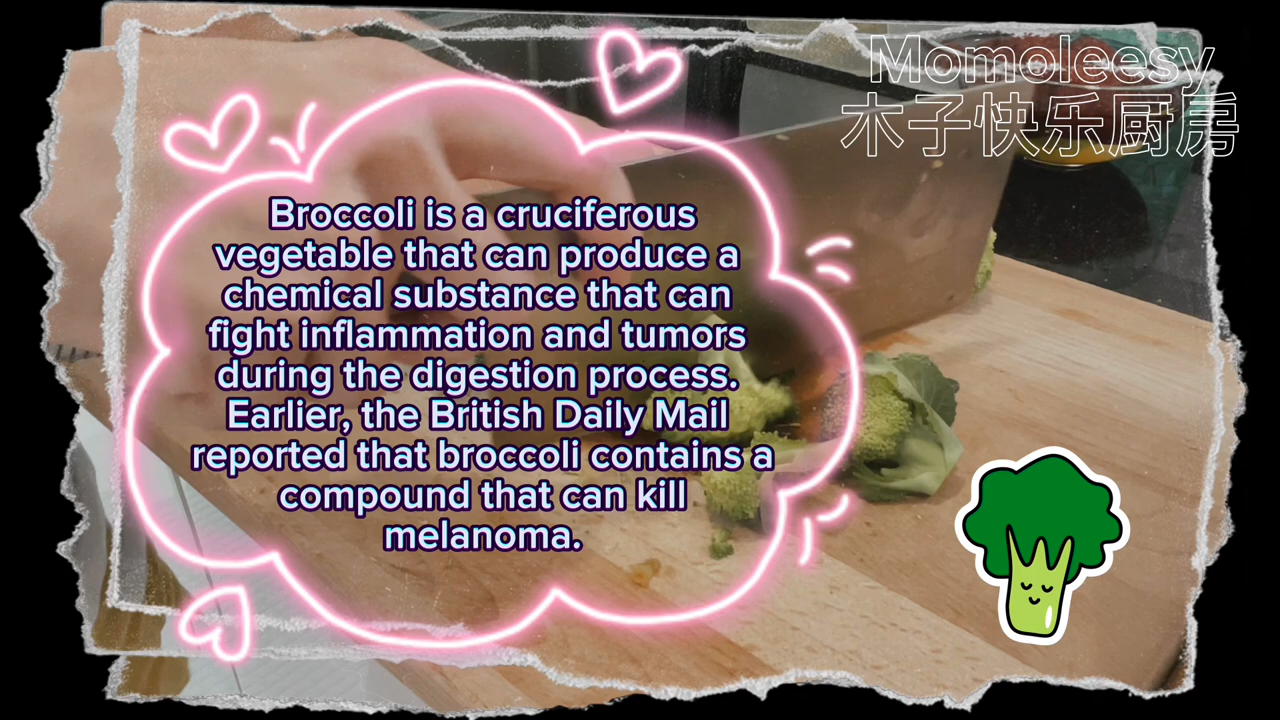 Momoleesy
木子快乐厨房
Broccoli is a cruciferous
vegetable that can produce a
chemical substance that can
fight inflammation and tumors
during the digestion process.
Earlier, the British Daily Mail
reported that broccoli contains a
compound that can kill
melanoma.